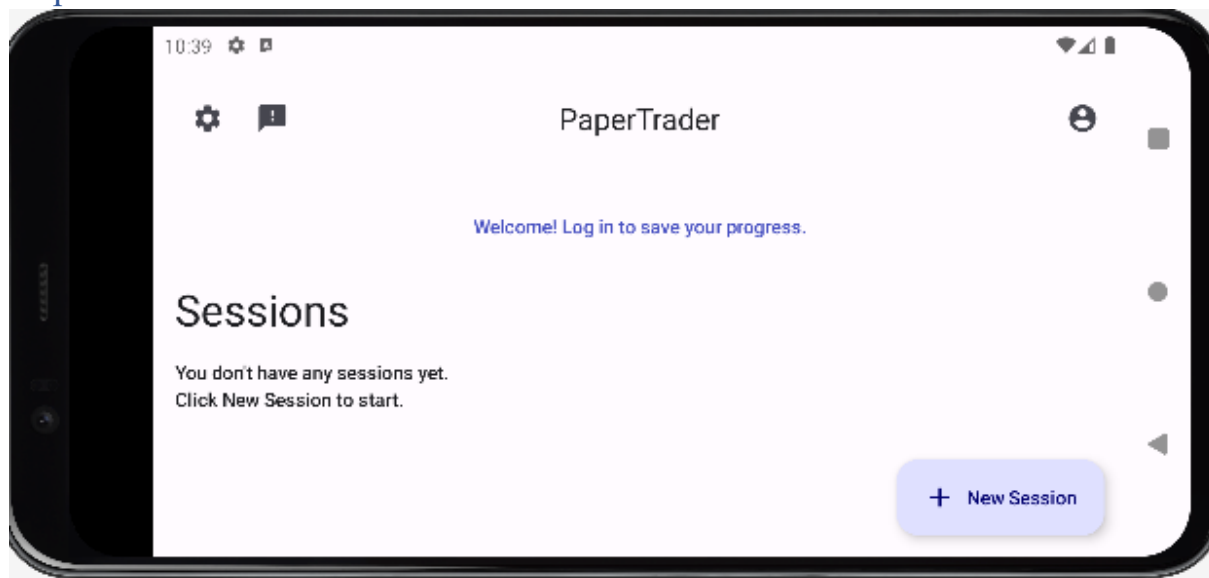 10:39
PaperTrader
Welcome! Log in to save your progress.
Sessions
You don't have any sessions yet.
Click New Session to start.
+ New Session